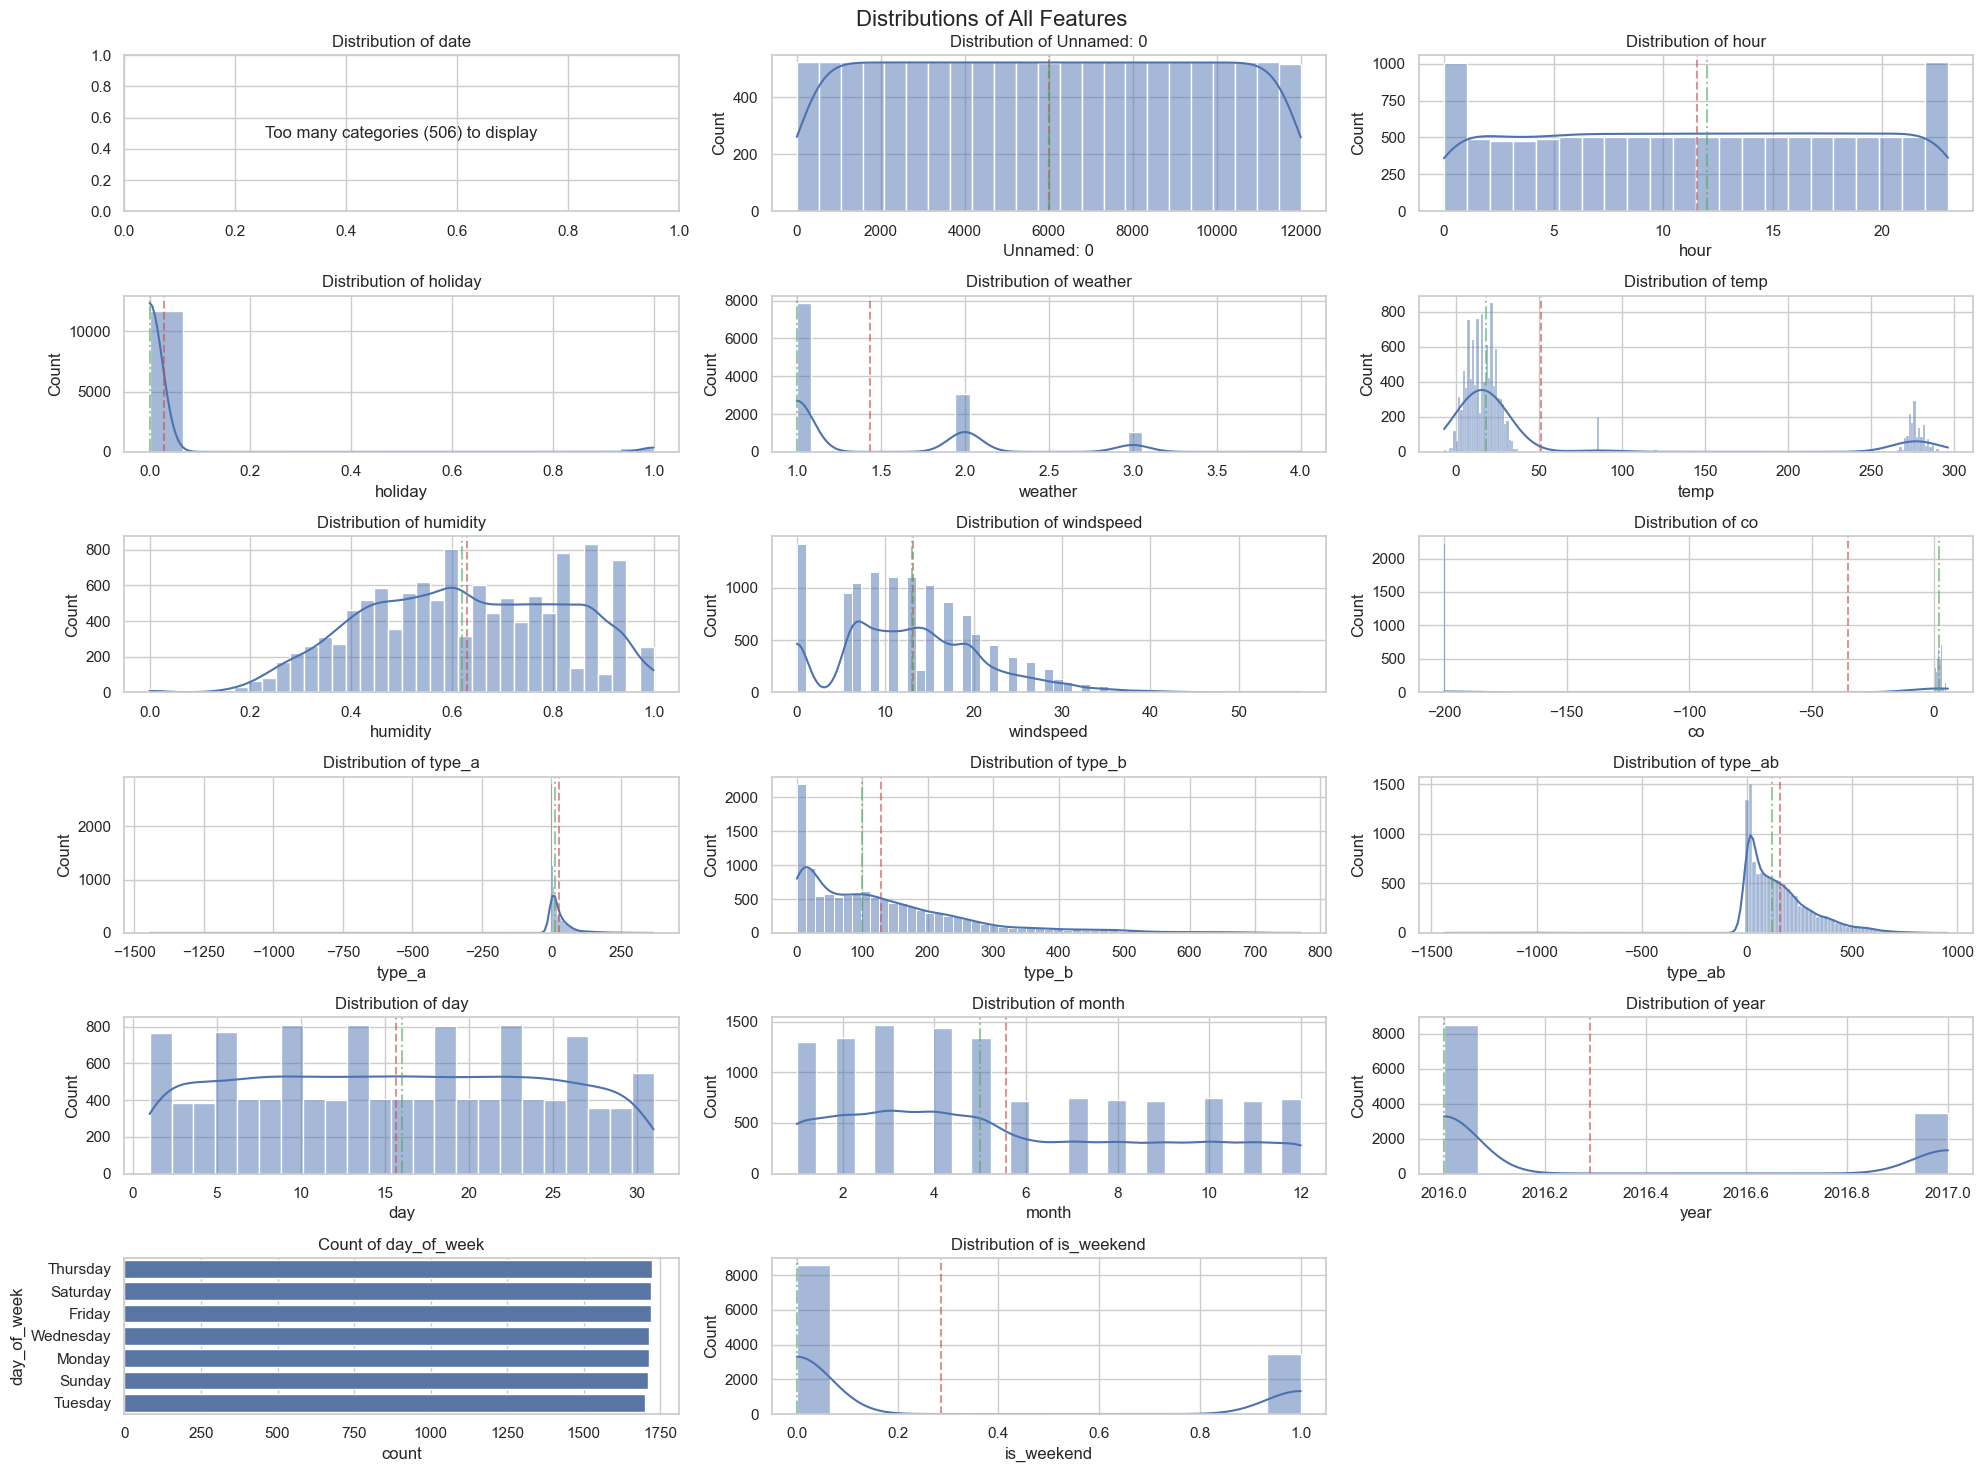 Distributions of All Features
Distribution of date
1.0
0.8
0.6
0.4
0.2
0.0
Too many categories (506) to display
0.0 0.2 0.4 0.6 0.8 1.0
Distribution of Unnamed: 0
Count
400
200
0
0 2000 4000 6000 8000 10000 12000
Unnamed: 0
Distribution of hour
Count
1000
750
500
250
0
0 5 10 15 20
hour
Distribution of holiday
Count
10000
5000
0
0.0 0.2 0.4 0.6 0.8 1.0
holiday
Distribution of weather
Count
8000
6000
4000
2000
0
1.0 1.5 2.0 2.5 3.0 3.5 4.0
weather
Distribution of temp
Count
800
600
400
200
0
0 50 100 150 200 250 300
temp
Distribution of humidity
Count
800
600
400
200
0
0.0 0.2 0.4 0.6 0.8 1.0
humidity
Distribution of windspeed
Count
1000
500
0
0 10 20 30 40 50
windspeed
Distribution of co
Count
2000
1500
1000
500
0
−200 −150 −100 −50 0
co
Distribution of type_a
Count
2000
1000
0
−1500 −1250 −1000 −750 −500 −250 0 250
type_a
Distribution of type_b
Count
2000
1500
1000
500
0
0 100 200 300 400 500 600 700 800
type_b
Distribution of type_ab
Count
1500
1000
500
0
−1500 −1000 −500 0 500 1000
type_ab
Distribution of day
Count
800
600
400
200
0
0 5 10 15 20 25 30
day
Distribution of month
Count
1500
1000
500
0
2 4 6 8 10 12
month
Distribution of year
Count
8000
6000
4000
2000
0
2016.0 2016.2 2016.4 2016.6 2016.8 2017.0
year
Count of day_of_week
day_of_week
Thursday
Saturday
Friday
Wednesday
Monday
Sunday
Tuesday
0 250 500 750 1000 1250 1500 1750
count
Distribution of is_weekend
Count
8000
6000
4000
2000
0
0.0 0.2 0.4 0.6 0.8 1.0
is_weekend